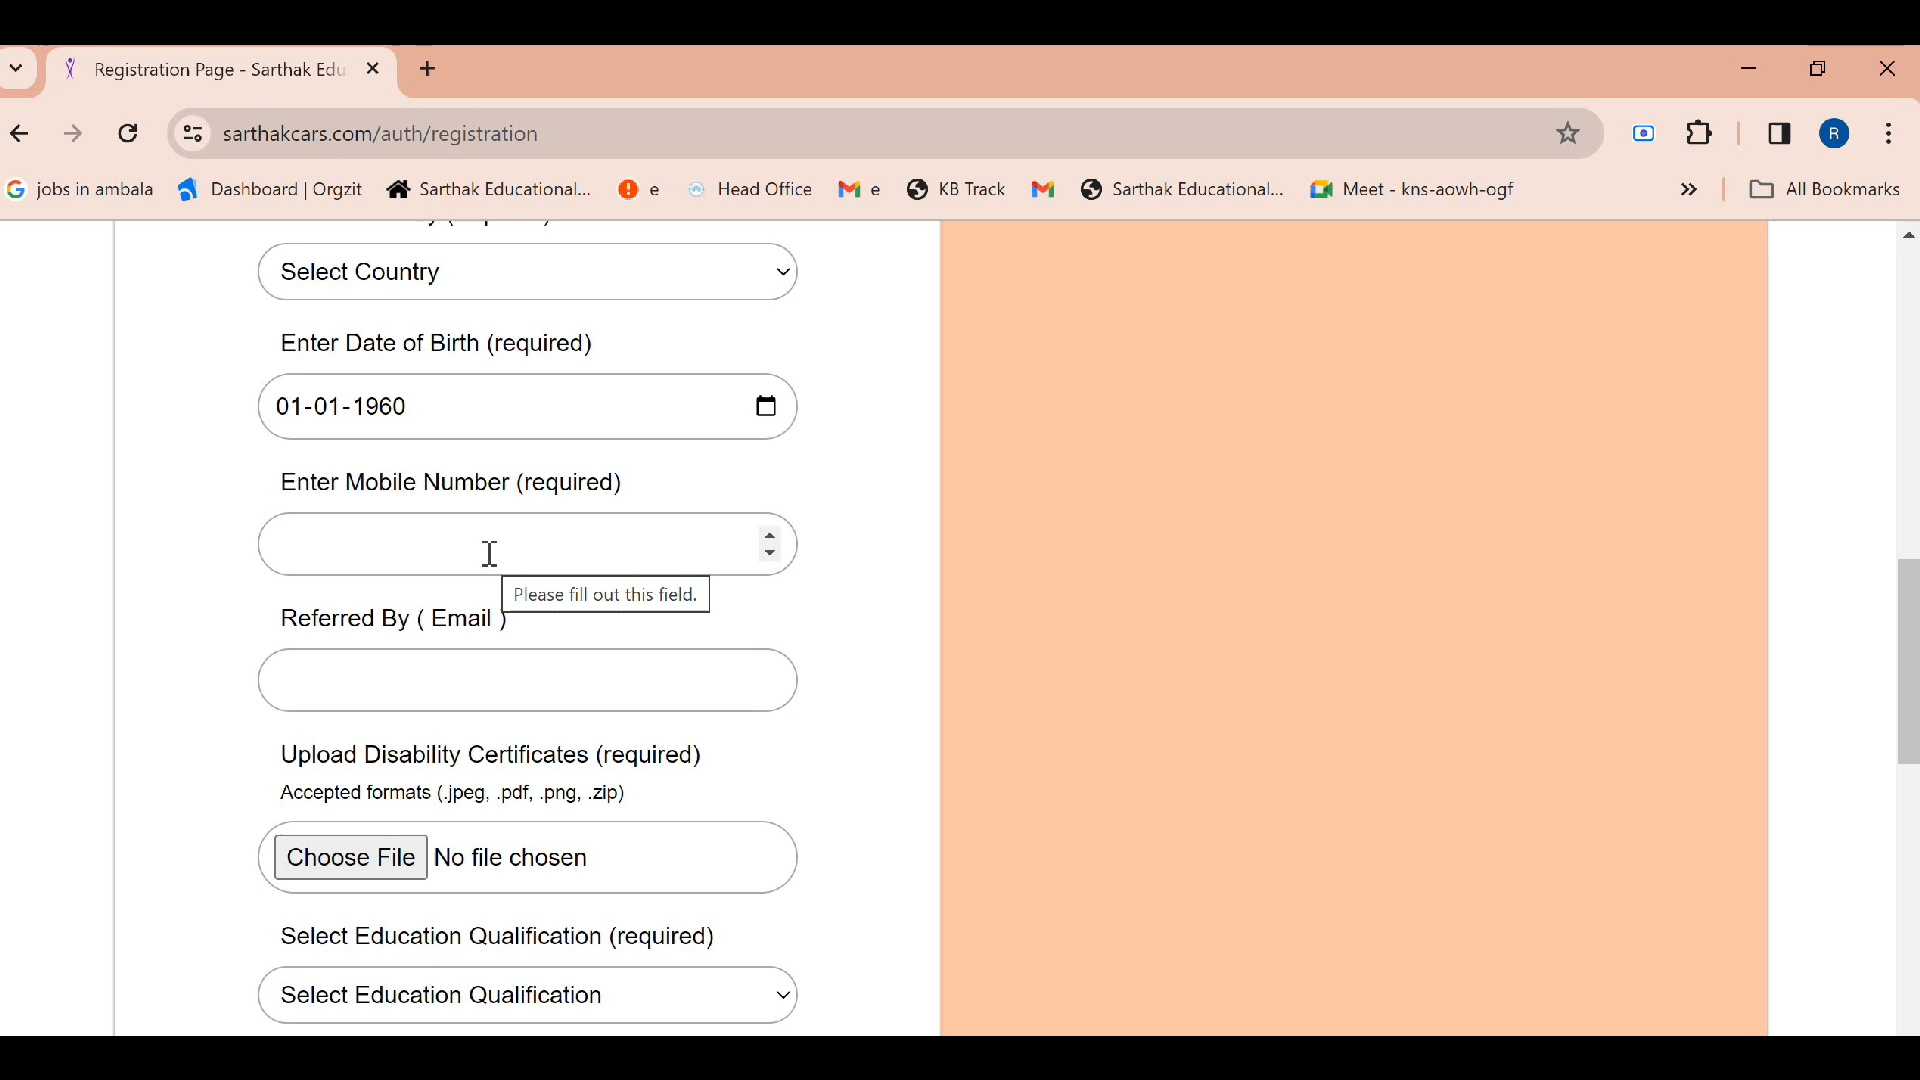 Registration Page - Sarthak Edu
sarthakcars.com/auth/registration
R
jobs in ambala
Dashboard | Orgzit
Sarthak Educational...
e
Head Office
e
KB Track
Sarthak Educational...
Meet - kns-aowh-ogf
All Bookmarks
Select Country
Enter Date of Birth (required)
01-01-1960
Enter Mobile Number (required)
Please fill out this field.
Referred By ( Email )
Upload Disability Certificates (required)
Accepted formats (.jpeg, .pdf, .png, .zip)
Choose File No file chosen
Select Education Qualification (required)
Select Education Qualification